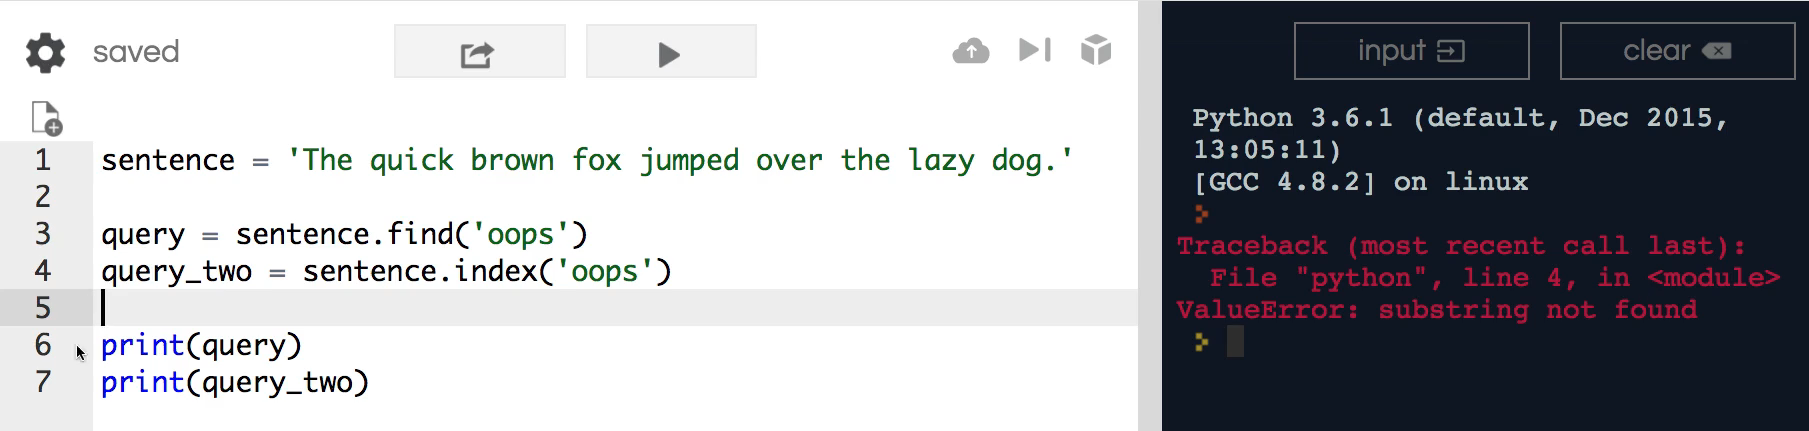 saved
input
clear
1 sentence = 'The quick brown fox jumped over the lazy dog.'
2
3 query = sentence.find('oops')
4 query_two = sentence.index('oops')
5
6 print(query)
7 print(query_two)
Python 3.6.1 (default, Dec 2015,
13:05:11)
[GCC 4.8.2] on linux
Traceback (most recent call last):
File "python", line 4, in <module>
ValueError: substring not found